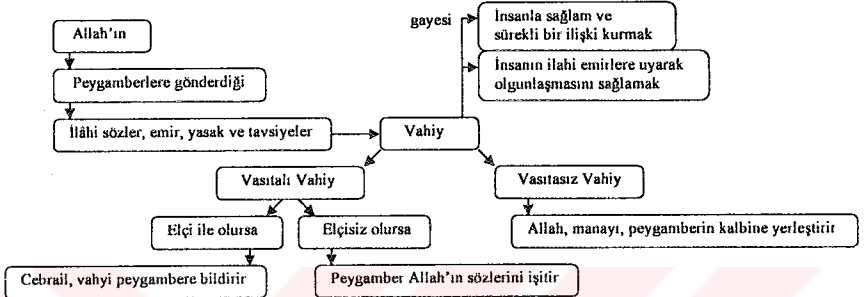 Allah’ın
Peygamberlere gönderdiği
İlâhi sözler, emir, yasak ve tavsiyeler
gayesi
İnsanla sağlam ve
sürekli bir ilişki kurmak
İnsanın ilahi emirlere uyarak
olgunlaşmasını sağlamak
Vahiy
Vasıtalı Vahiy
Vasıtasız Vahiy
Elçi ile olursa
Elçisiz olursa
Allah, manayı, peygamberin kalbine yerleştirir
Cebrail, vahyi peygambere bildirir
Peygamber Allah’ın sözlerini işitir